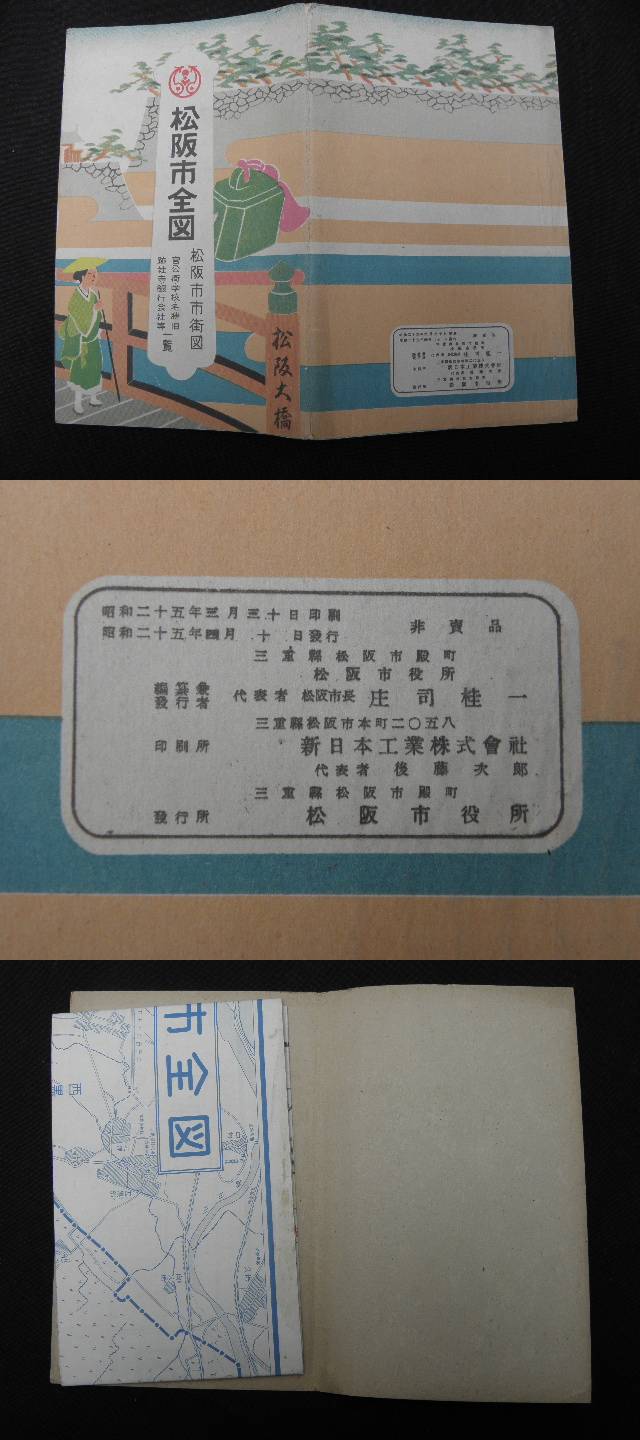 松阪市全図
松阪市市街図
官公衙学校名勝旧
跡社寺銀行会社等一覧
松阪大橋
昭和二十五年三月三十日印刷
昭和二十五年四月 十 日發行
非賣品
三重縣松阪市殿町
松阪市役所
編纂兼
發行者
代表者 松阪市長 庄司桂一
三重縣松阪市本町二〇五八
印刷所 新日本工業株式會社
代表者 後藤次郎
三重縣松阪市殿町
發行所 松阪市役所
市全図